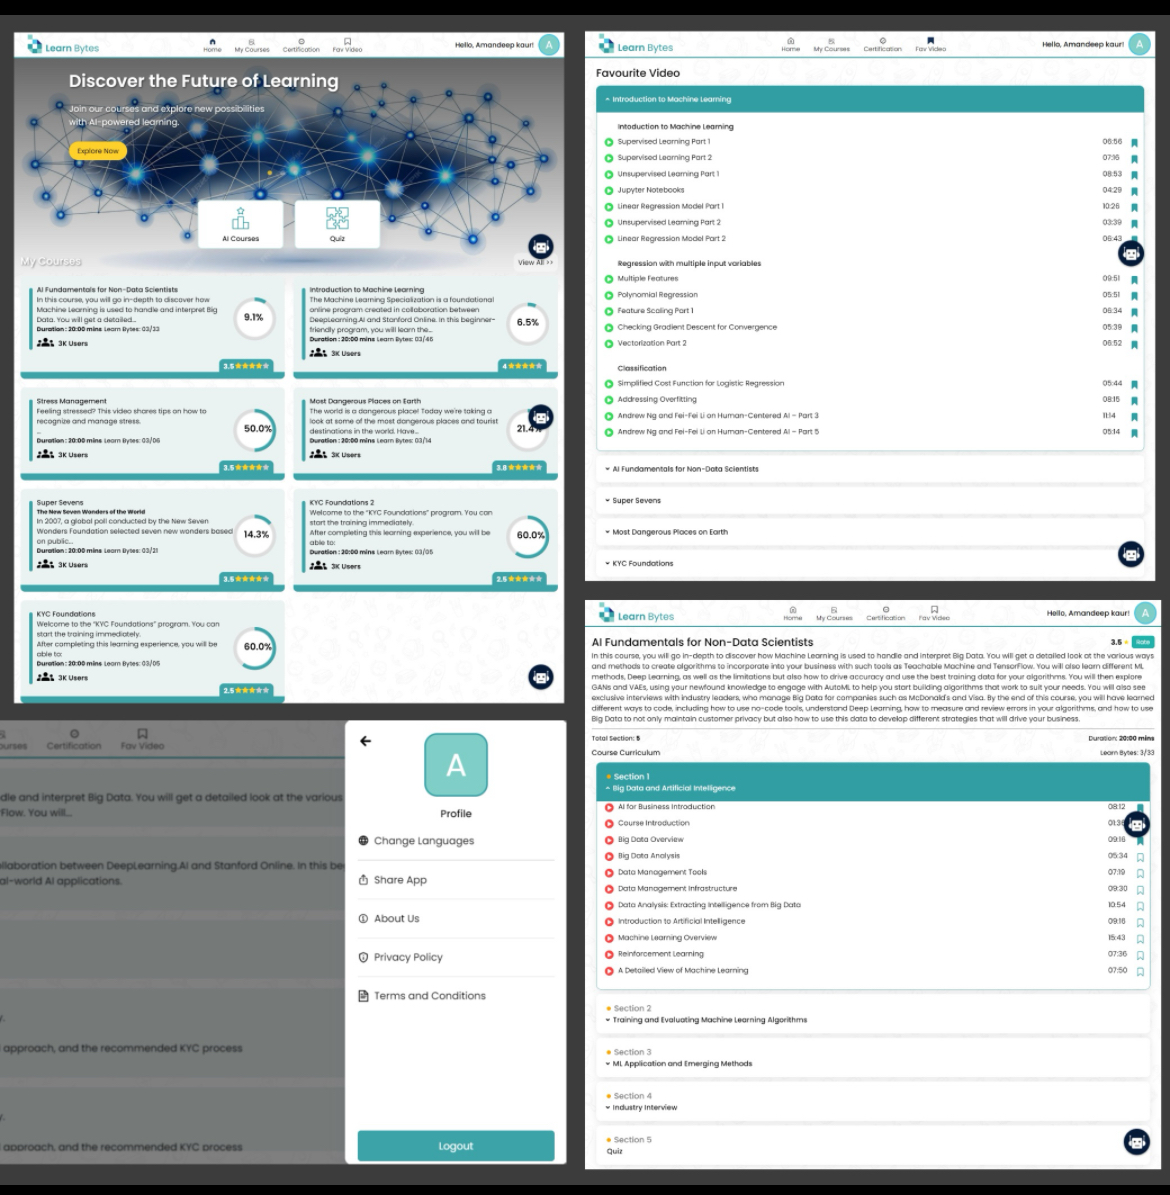 Learn Bytes
Home
My Courses
Certification
Fav Video
Hello, Amandeep kaur!
A
Discover the Future of Learning
Join our courses and explore new possibilities
with AI-powered learning.
Explore Now
AI Courses
Quiz
My Courses
View All >>
AI Fundamentals for Non-Data Scientists
In this course, you will go in-depth to discover how
Machine Learning is used to handle and interpret Big
Data. You will get a detailed...
Duration : 20:00 mins Learn Bytes: 03/33
3K Users
9.1%
3.5
Introduction to Machine Learning
The Machine Learning Specialization is a foundational
online program created in collaboration between
DeepLearning.AI and Stanford Online. In this beginner-
friendly program, you will learn the...
Duration : 20:00 mins Learn Bytes: 03/46
3K Users
6.5%
4
Stress Management
Feeling stressed? This video shares tips on how to
recognize and manage stress.
...
Duration : 20:00 mins Learn Bytes: 03/06
3K Users
50.0%
3.5
Most Dangerous Places on Earth
The world is a dangerous place! Today we're taking a
look at some of the most dangerous places and tourist
destinations in the world. Have...
Duration : 20:00 mins Learn Bytes: 03/14
3K Users
21.4%
3.8
Super Sevens
The New Seven Wonders of the World
In 2007, a global poll conducted by the New Seven
Wonders Foundation selected seven new wonders based
on public...
Duration : 20:00 mins Learn Bytes: 03/21
3K Users
14.3%
3.5
KYC Foundations 2
Welcome to the "KYC Foundations" program. You can
start the training immediately.
After completing this learning experience, you will be
able to:
Duration : 20:00 mins Learn Bytes: 03/05
3K Users
60.0%
2.5
KYC Foundations
Welcome to the "KYC Foundations" program. You can
start the training immediately.
After completing this learning experience, you will be
able to:
Duration : 20:00 mins Learn Bytes: 03/05
3K Users
60.0%
2.5
Learn Bytes
Home
My Courses
Certification
Fav Video
Hello, Amandeep kaur!
A
Favourite Video
Introduction to Machine Learning
Intoduction to Machine Learning
Supervised Learning Part 1 06:56
Supervised Learning Part 2 07:16
Unsupervised Learning Part 1 08:53
Jupyter Notebooks 04:29
Linear Regression Model Part 1 10:26
Unsupervised Learning Part 2 03:39
Linear Regression Model Part 2 06:43
Regression with multiple input variables
Multiple Features 09:51
Polynomial Regression 05:51
Feature Scaling Part 1 06:34
Checking Gradient Descent for Convergence 05:39
Vectorization Part 2 06:52
Classification
Simplified Cost Function for Logistic Regression 05:44
Addressing Overfitting 08:15
Andrew Ng and Fei-Fei Li on Human-Centered AI – Part 3 11:14
Andrew Ng and Fei-Fei Li on Human-Centered AI – Part 5 05:14
AI Fundamentals for Non-Data Scientists
Super Sevens
Most Dangerous Places on Earth
KYC Foundations
ourses
Certification
Fav Video
dle and interpret Big Data. You will get a detailed look at the various
Flow. You will...
llaboration between DeepLearning.AI and Stanford Online. In this be
al-world AI applications.
y.
approach, and the recommended KYC process
y.
approach, and the recommended KYC process
A
Profile
Change Languages
Share App
About Us
Privacy Policy
Terms and Conditions
Logout
Learn Bytes
Home
My Courses
Certification
Fav Video
Hello, Amandeep kaur!
A
AI Fundamentals for Non-Data Scientists
3.5
Rate
In this course, you will go in-depth to discover how Machine Learning is used to handle and interpret Big Data. You will get a detailed look at the various ways
and methods to create algorithms to incorporate into your business with such tools as Teachable Machine and TensorFlow. You will also learn different ML
methods, Deep Learning, as well as the limitations but also how to drive accuracy and use the best training data for your algorithms. You will then explore
GANs and VAEs, using your newfound knowledge to engage with AutoML to help you start building algorithms that work to suit your needs. You will also see
exclusive interviews with industry leaders, who manage Big Data for companies such as McDonald's and Visa. By the end of this course, you will have learned
different ways to code, including how to use no-code tools, understand Deep Learning, how to measure and review errors in your algorithms, and how to use
Big Data to not only maintain customer privacy but also how to use this data to develop different strategies that will drive your business.
Total Section: 5
Duration: 20:00 mins
Course Curriculum
Learn Bytes: 3/33
Section 1
Big Data and Artificial Intelligence
AI for Business Introduction 08:12
Course Introduction
Big Data Overview 09:16
Big Data Analysis 05:34
Data Management Tools 07:19
Data Management Infrastructure 09:30
Data Analysis: Extracting Intelligence from Big Data 10:54
Introduction to Artificial Intelligence 09:16
Machine Learning Overview 15:43
Reinforcement Learning 07:36
A Detailed View of Machine Learning 07:50
Section 2
Training and Evaluating Machine Learning Algorithms
Section 3
ML Application and Emerging Methods
Section 4
Industry Interview
Section 5
Quiz